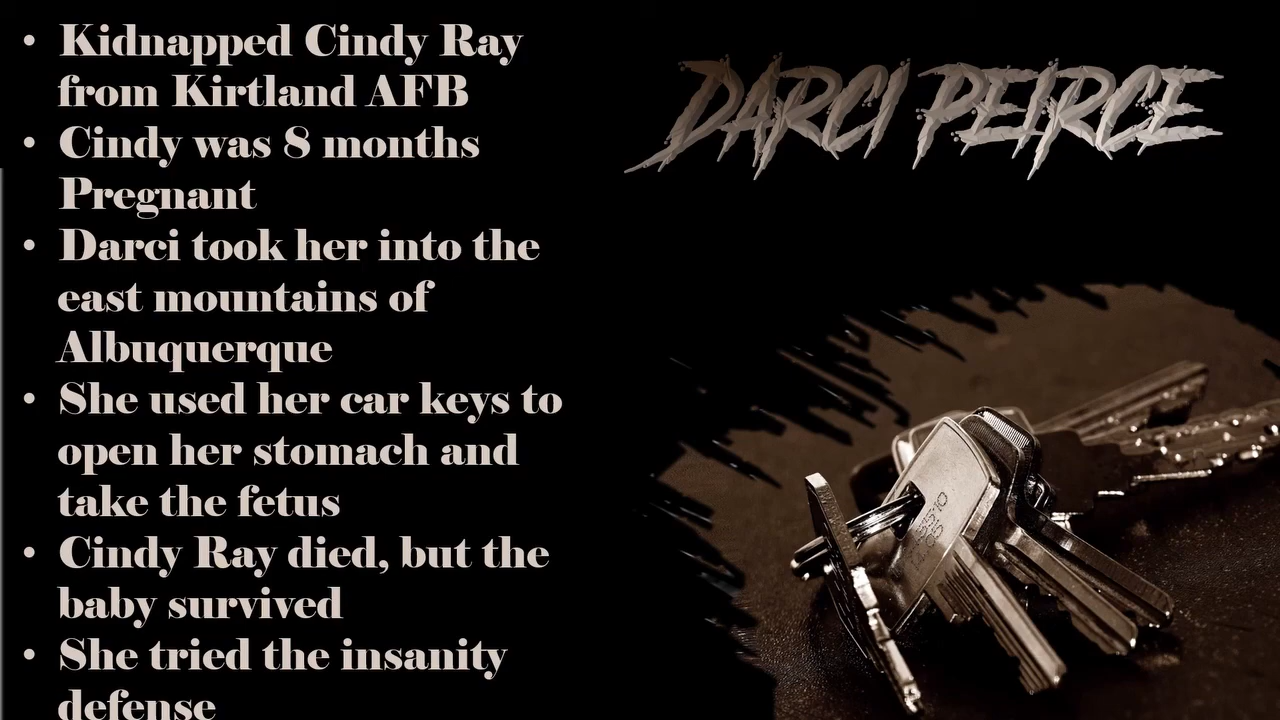 • Kidnapped Cindy Ray
from Kirtland AFB
• Cindy was 8 months
Pregnant
• Darci took her into the
east mountains of
Albuquerque
• She used her car keys to
open her stomach and
take the fetus
• Cindy Ray died, but the
baby survived
• She tried the insanity
defense
DARCI PEIRCE